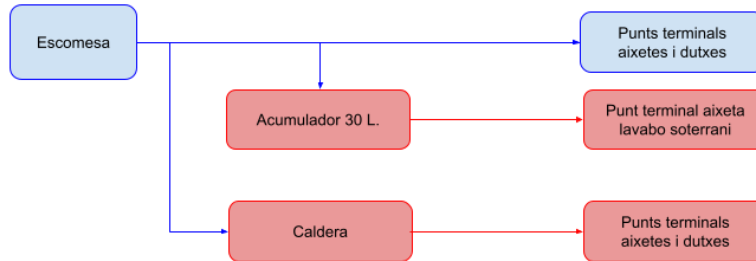 Escomesa
Punts terminals
aixetes i dutxes
Acumulador 30 L.
Punt terminal aixeta
lavabo soterrani
Caldera
Punts terminals
aixetes i dutxes